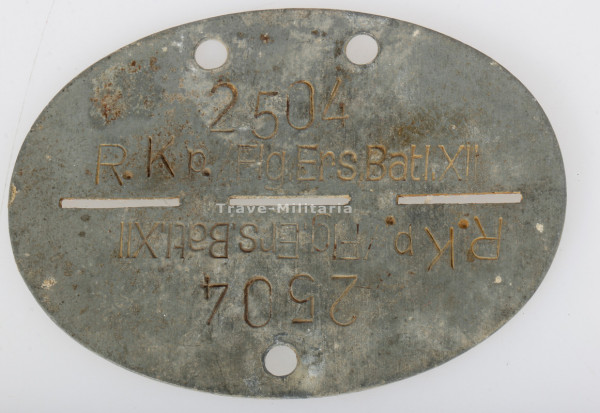 2504
R.Kp. Flg Ers.Batl.XII
Trave-Militaria
R.Kp. Flg Ers.Batl.XII
2504